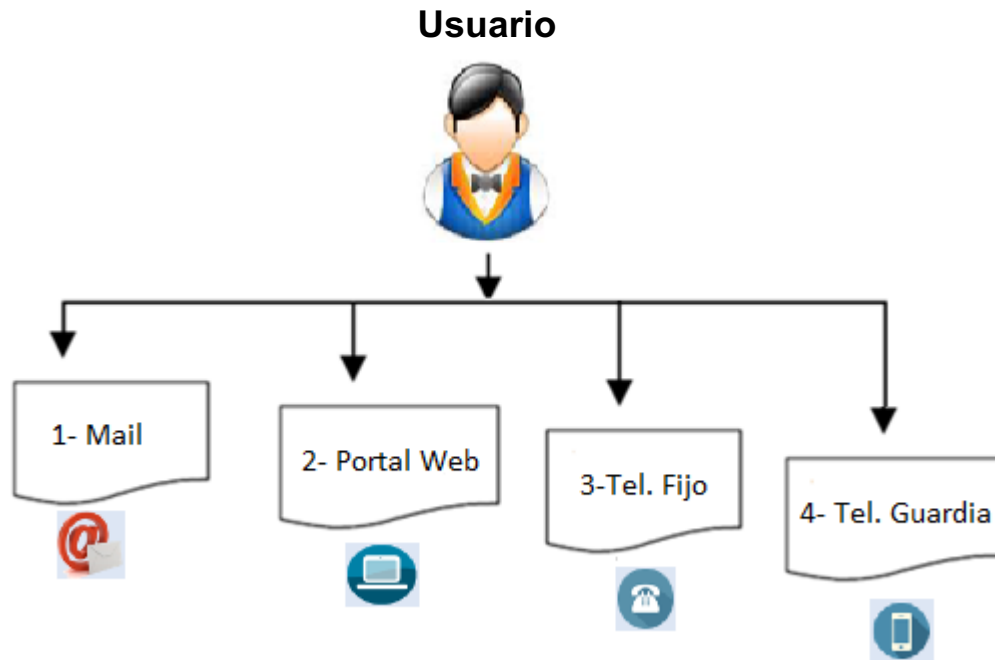 Usuario
1- Mail
2- Portal Web
3-Tel. Fijo
4- Tel. Guardia